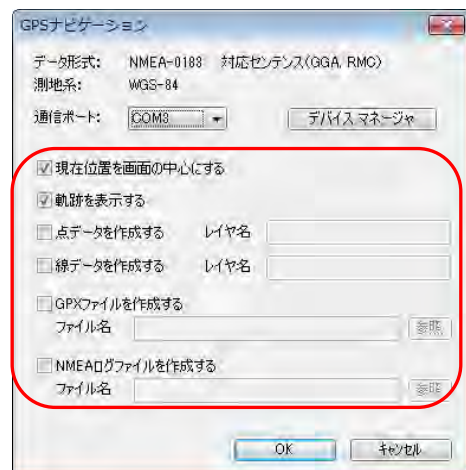 GPSナビゲーション
データ形式: NMEA-0183 対応センテンス(GGA, RMC)
測地系: WGS-84
通信ポート: COM3 デバイス マネージャ
現在位置を画面の中心にする
軌跡を表示する
点データを作成する レイヤ名
線データを作成する レイヤ名
GPXファイルを作成する
ファイル名 参照
NMEAログファイルを作成する
ファイル名 参照
OK キャンセル